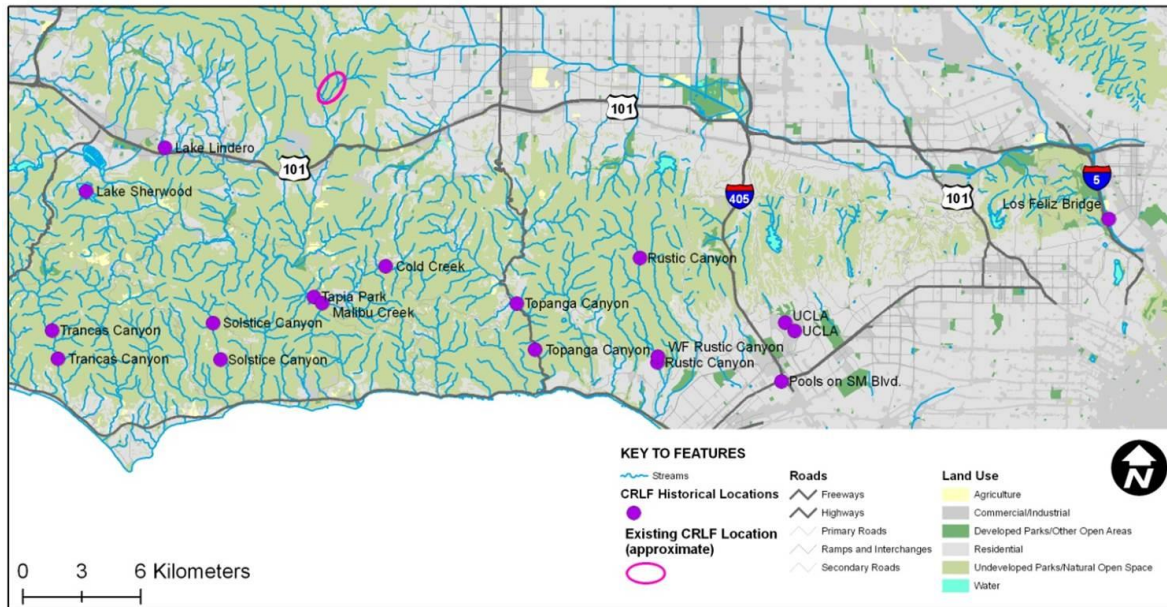 101
5
Lake Lindero
101
405
101
Lake Sherwood
Los Feliz Bridge
Cold Creek
Rustic Canyon
Tapia Park
Malibu Creek
Topanga Canyon
Trancas Canyon
Solstice Canyon
UCLA
UCLA
Trancas Canyon
Solstice Canyon
Topanga Canyon
WF Rustic Canyon
Rustic Canyon
Pools on SM Blvd.
KEY TO FEATURES
Streams
CRLF Historical Locations
Existing CRLF Location
(approximate)
Roads
Freeways
Highways
Primary Roads
Ramps and Interchanges
Secondary Roads
Land Use
Agriculture
Commercial/Industrial
Developed Parks/Other Open Areas
Residential
Undeveloped Parks/Natural Open Space
Water
N
0 3 6 Kilometers